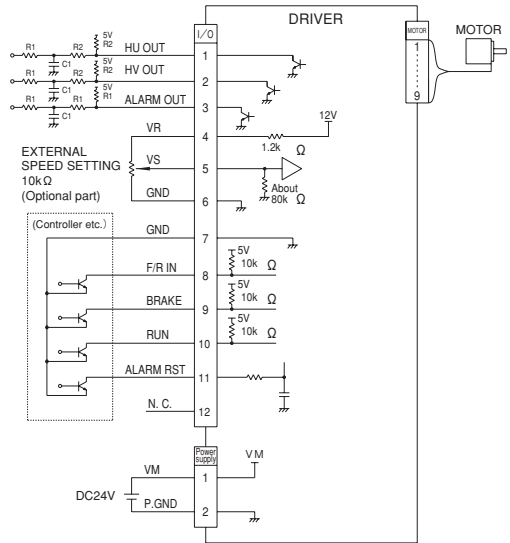 DRIVER
I/O
MOTOR
MOTOR
5V
R2
R1
R2
HU OUT
1
1
C1
5V
R2
HV OUT
R1
R2
2
C1
5V
R1
ALARM OUT
R1
R1
3
9
C1
12V
VR
4
1.2k Ω
EXTERNAL
SPEED SETTING
10kΩ
(Optional part)
VS
5
About
80k Ω
GND
6
(Controller etc.)
GND
7
5V
10k Ω
F/R IN
8
5V
10k Ω
BRAKE
9
5V
10k Ω
RUN
10
ALARM RST
11
N. C.
12
Power
supply
VM
VM
1
DC24V
P.GND
2